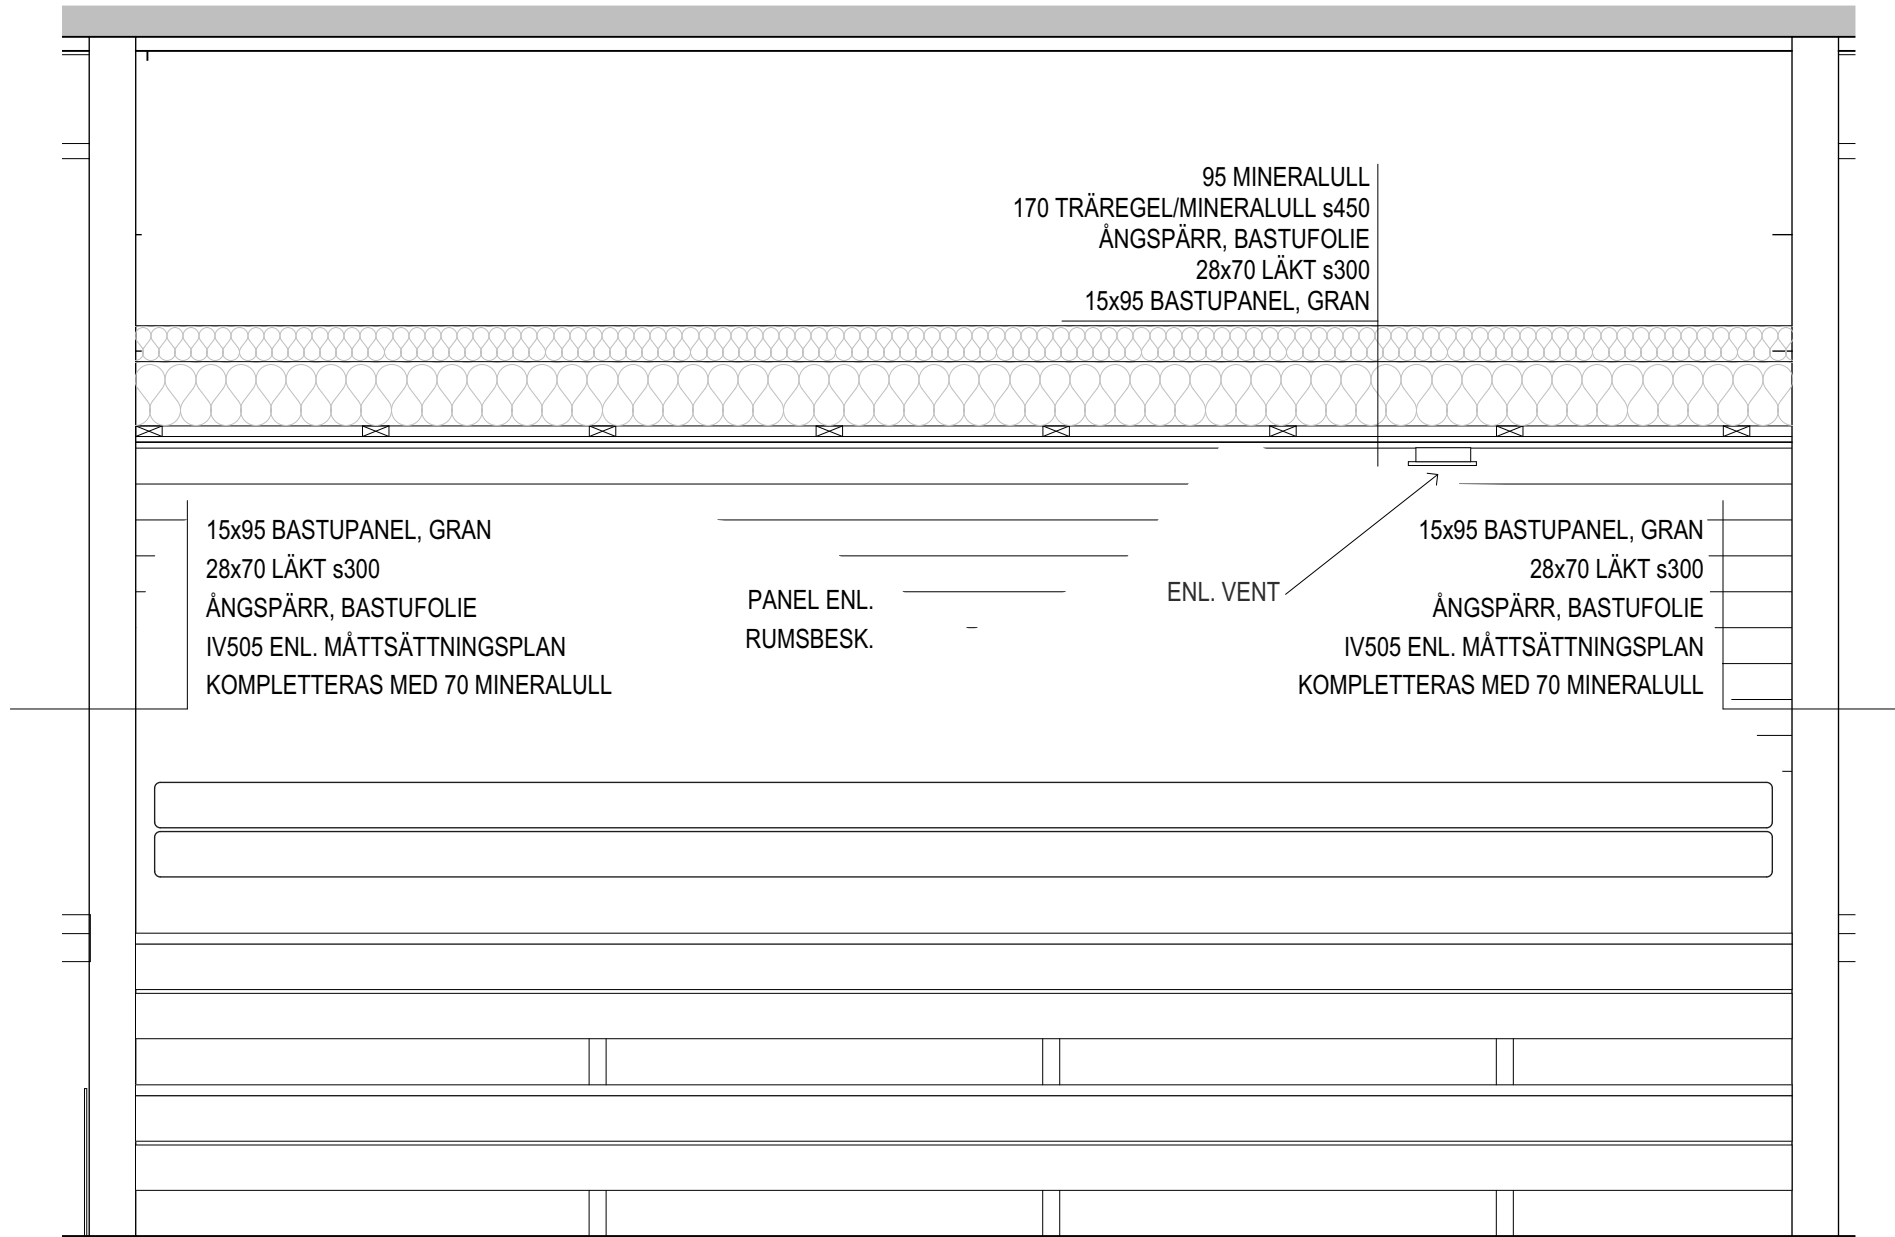 95 MINERALULL
170 TRÄREGEL/MINERALULL s450
ÅNGSPÄRR, BASTUFOLIE
28x70 LÄKT s300
15x95 BASTUPANEL, GRAN
15x95 BASTUPANEL, GRAN
28x70 LÄKT s300
ÅNGSPÄRR, BASTUFOLIE
IV505 ENL. MÅTTSÄTTNINGSPLAN
KOMPLETTERAS MED 70 MINERALULL
PANEL ENL.
RUMSBESK.
ENL. VENT
15x95 BASTUPANEL, GRAN
28x70 LÄKT s300
ÅNGSPÄRR, BASTUFOLIE
IV505 ENL. MÅTTSÄTTNINGSPLAN
KOMPLETTERAS MED 70 MINERALULL